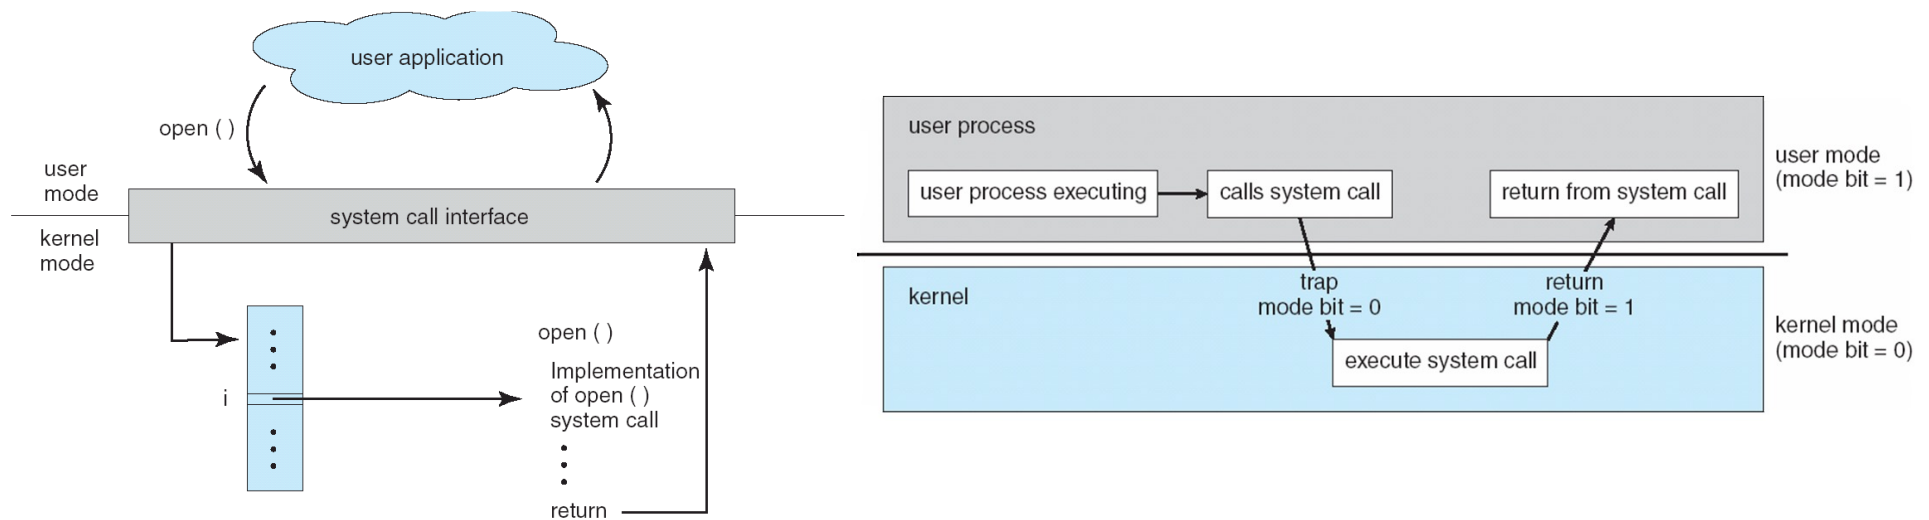 user application
open ( )
user
mode
system call interface
kernel
mode
open ( )
Implementation
of open ( )
system call
i
return
user process
user process executing
calls system call
return from system call
user mode
(mode bit = 1)
kernel
trap
mode bit = 0
return
mode bit = 1
execute system call
kernel mode
(mode bit = 0)